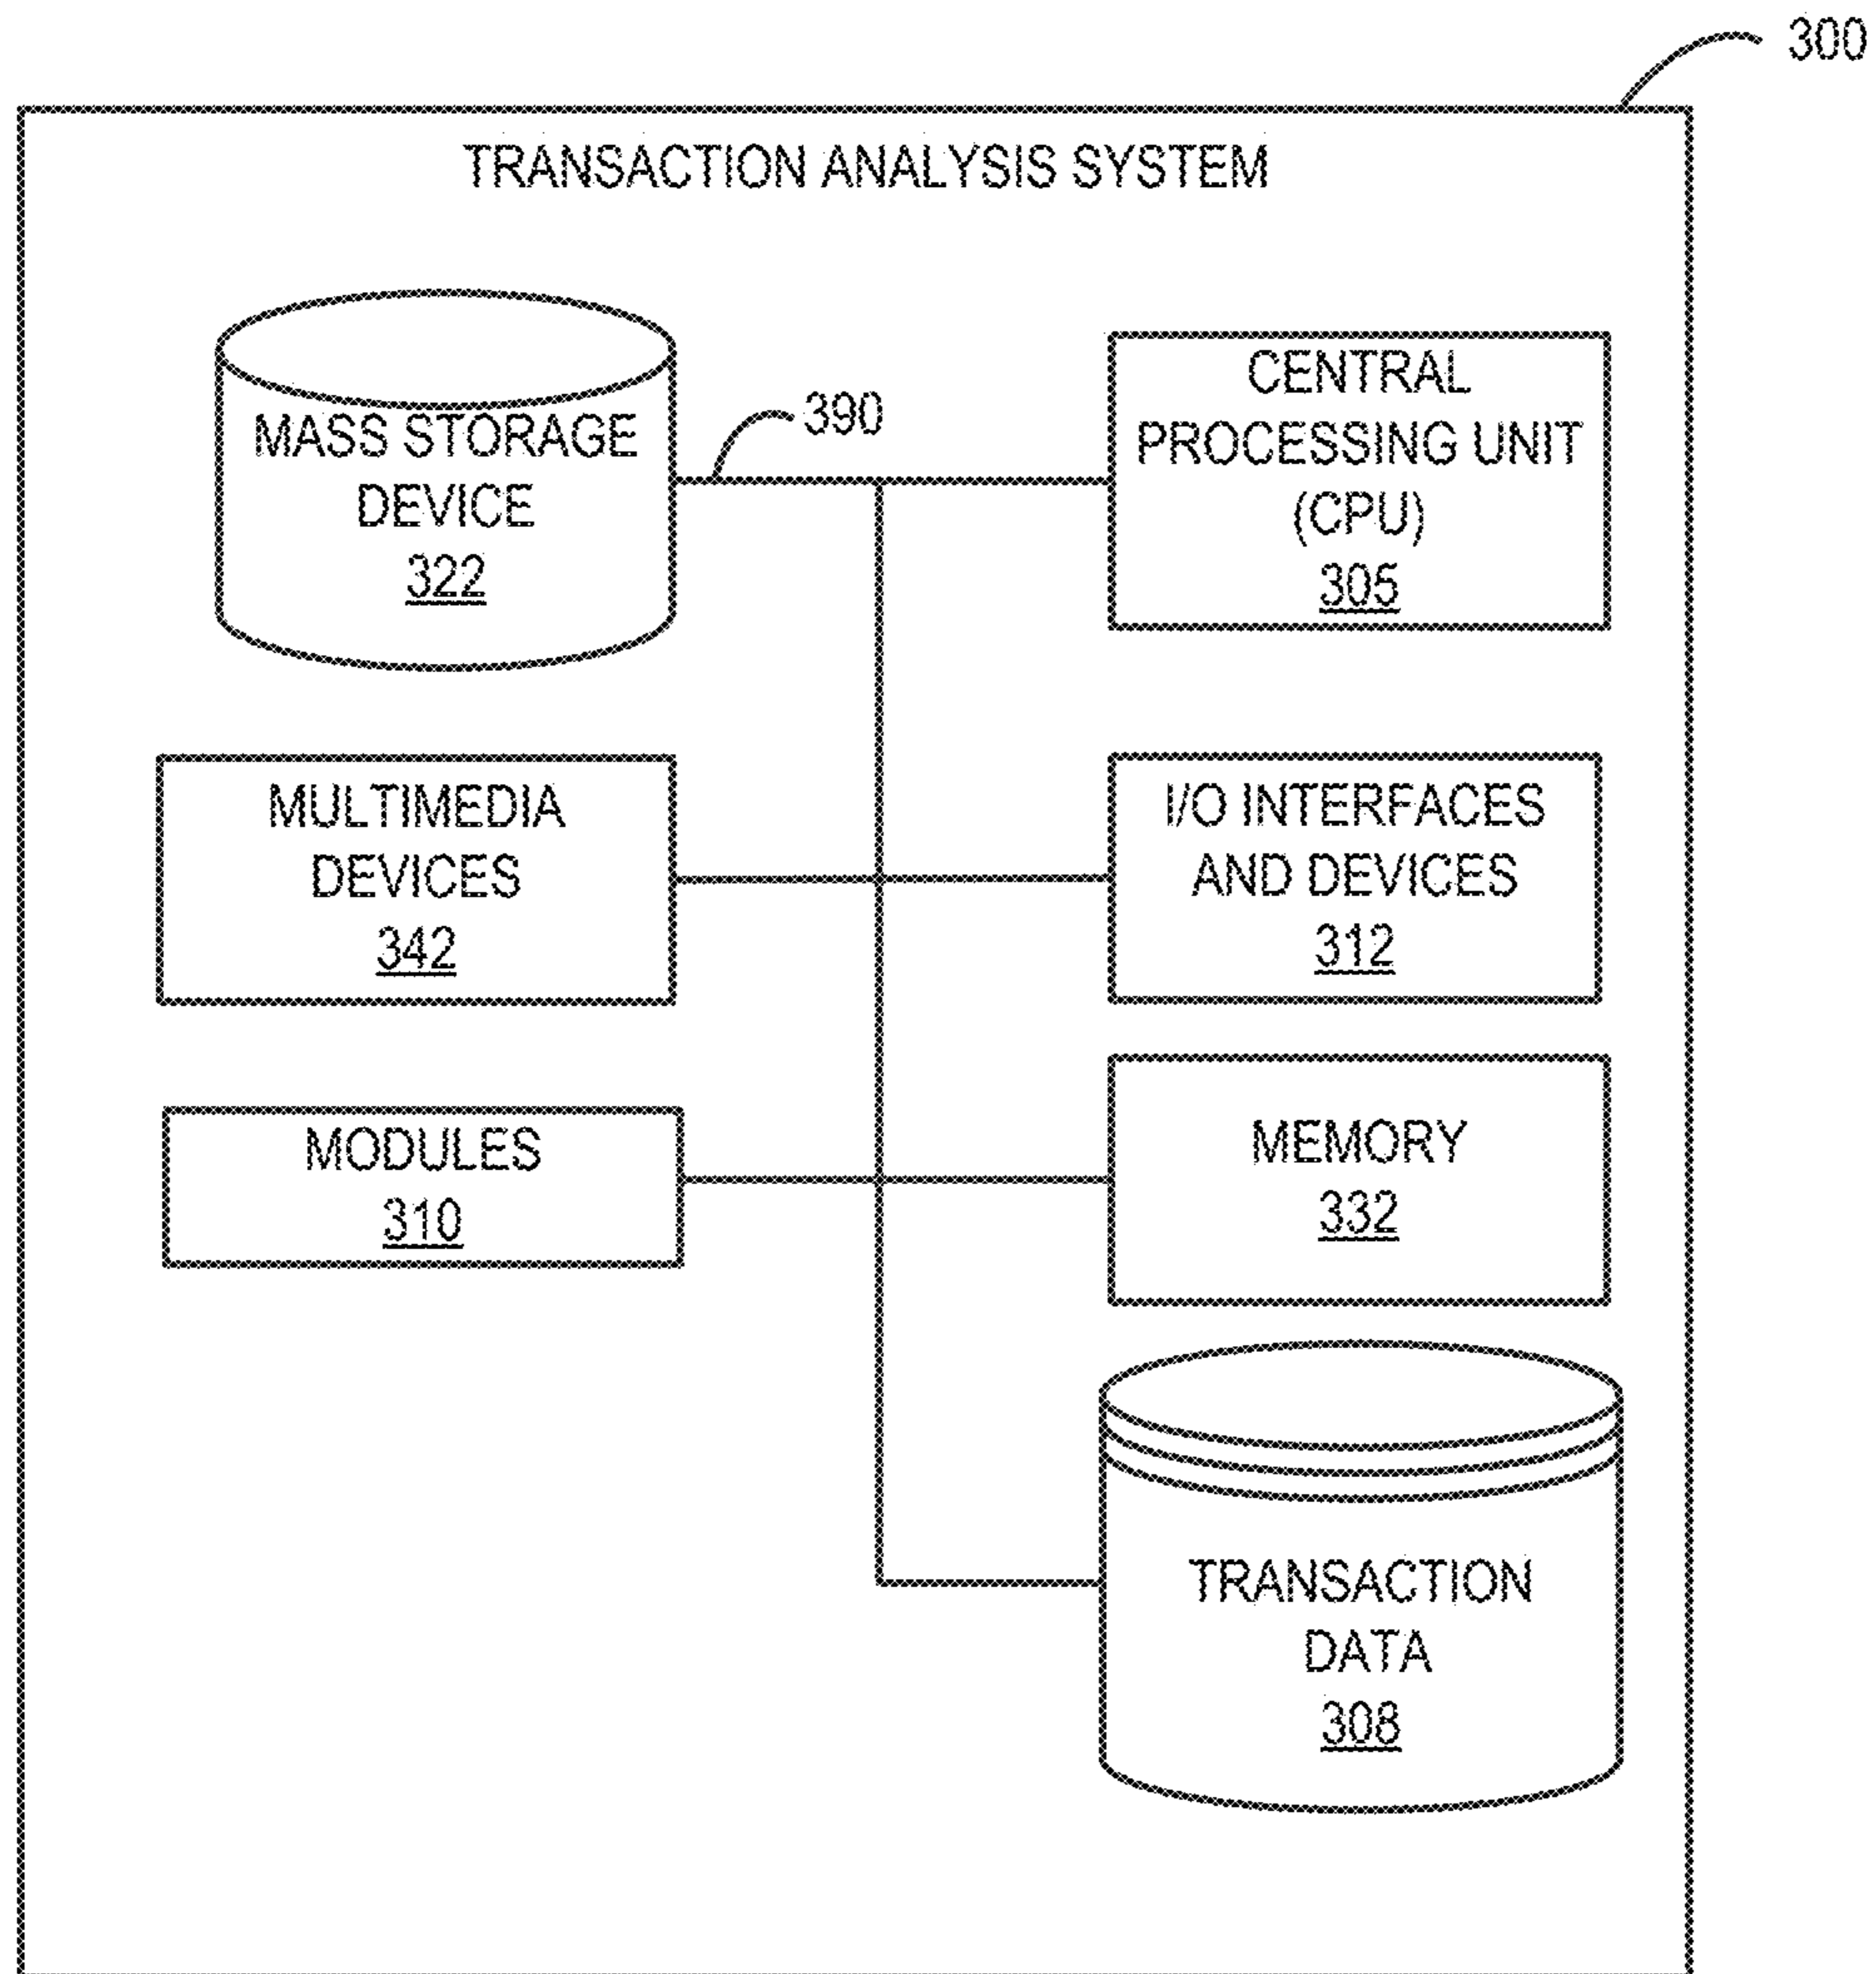 300
TRANSACTION ANALYSIS SYSTEM
MASS STORAGE
DEVICE
322
390
CENTRAL
PROCESSING UNIT
(CPU)
305
MULTIMEDIA
DEVICES
342
I/O INTERFACES
AND DEVICES
312
MODULES
310
MEMORY
332
TRANSACTION
DATA
308